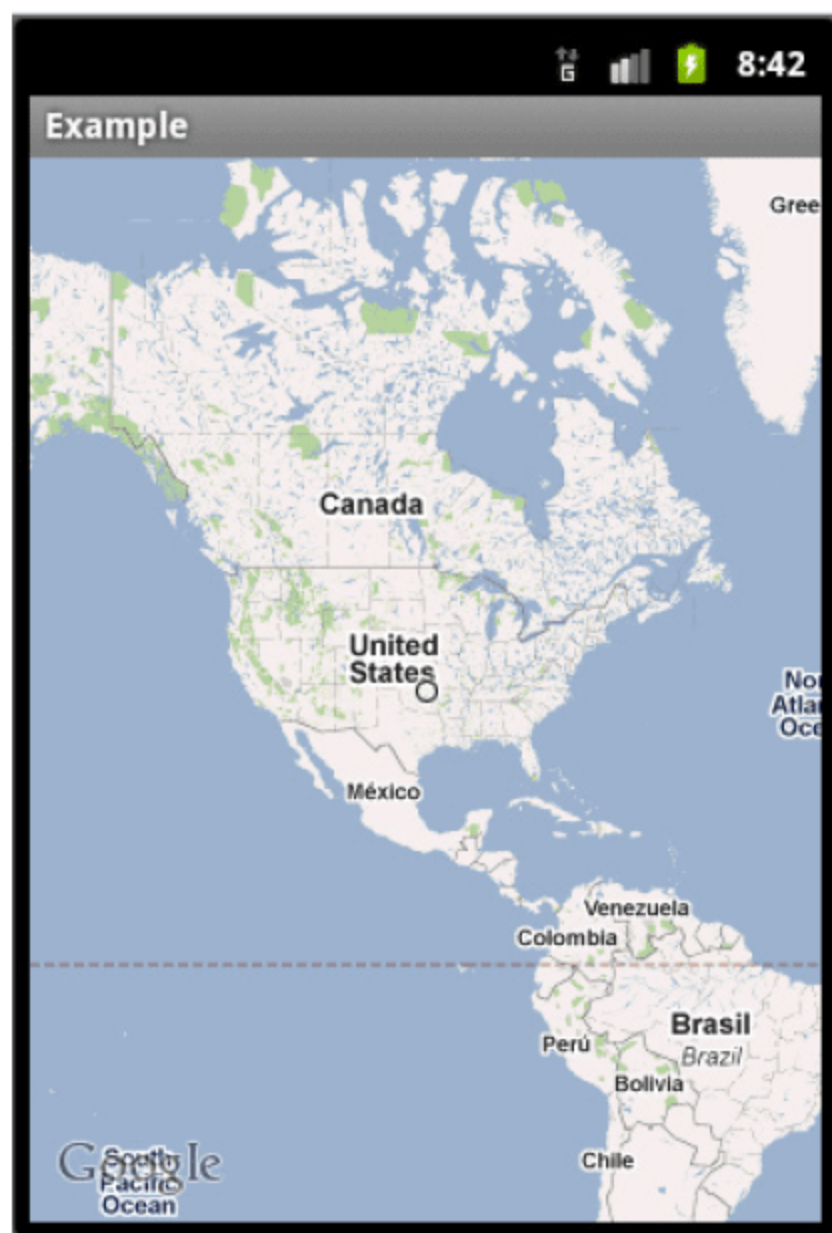 G
8:42
Example
Gree
Canada
United
States
Nor
Atlan
Oce
México
Venezuela
Colombia
Brasil
Brazil
Perú
Bolivia
Chile
Google
South
Pacific
Ocean